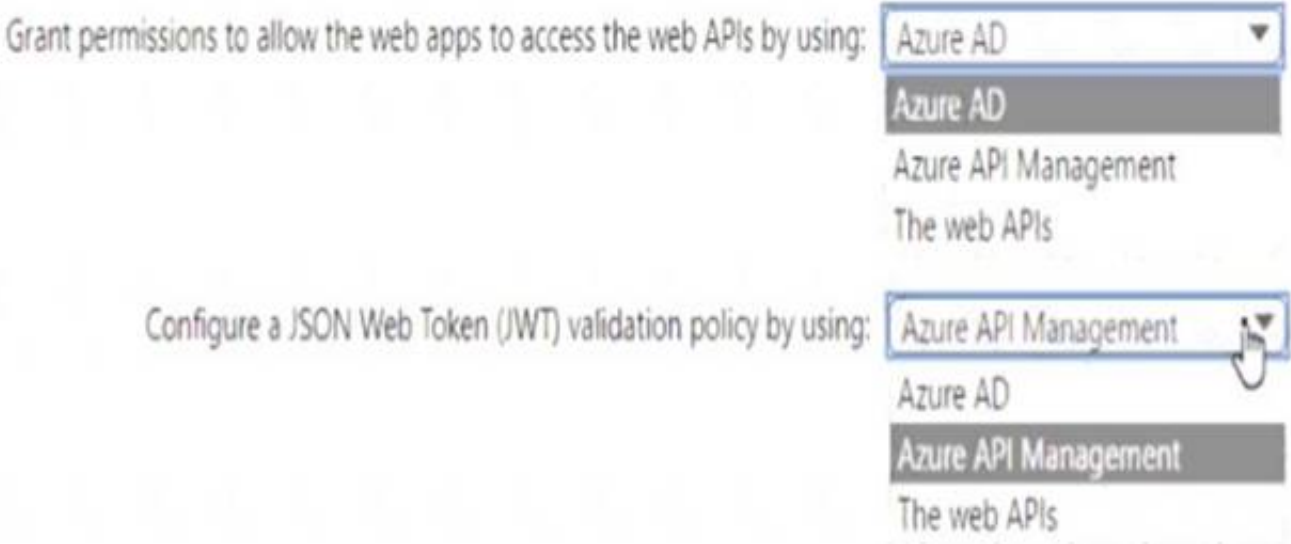 Grant permissions to allow the web apps to access the web APIs by using: Azure AD
Azure AD
Azure API Management
The web APIs
Configure a JSON Web Token (JWT) validation policy by using: Azure API Management
Azure AD
Azure API Management
The web APIs